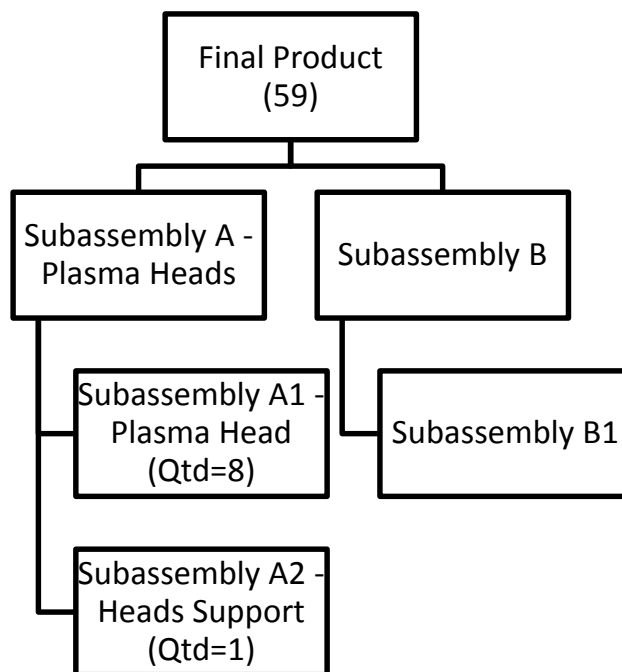 Final Product
(59)
Subassembly A -
Plasma Heads
Subassembly B
Subassembly A1 -
Plasma Head
(Qtd=8)
Subassembly B1
Subassembly A2 -
Heads Support
(Qtd=1)